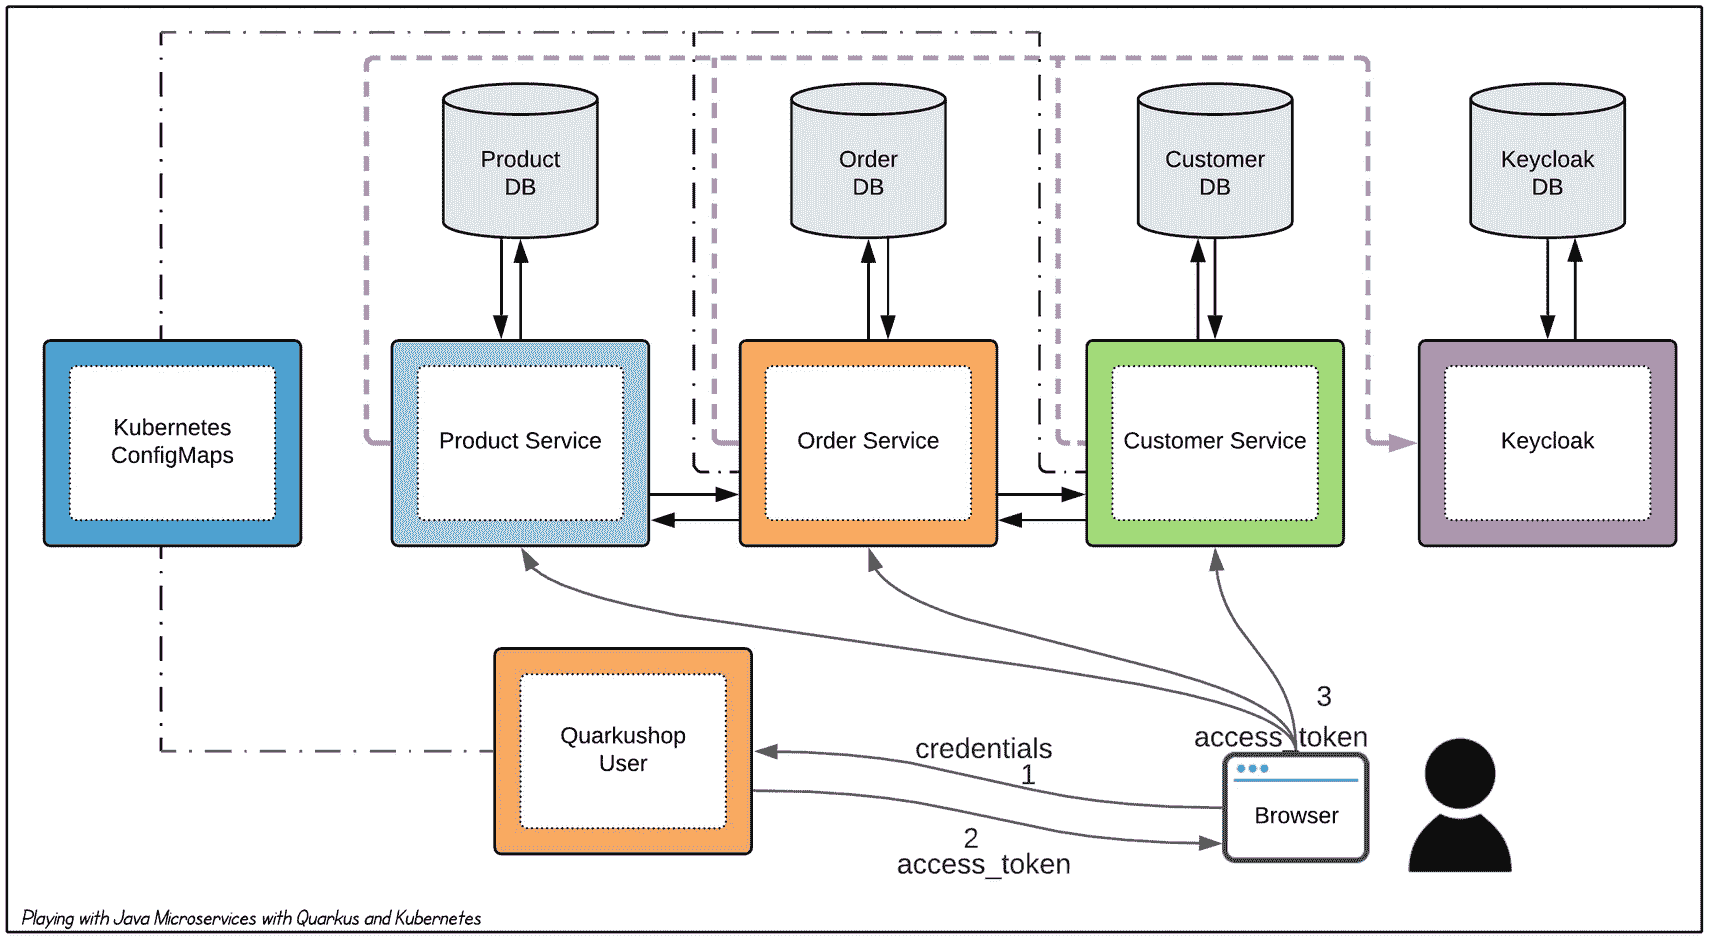 Product
DB
Order
DB
Customer
DB
Keycloak
DB
Kubernetes
ConfigMaps
Product Service
Order Service
Customer Service
Keycloak
Quarkushop
User
credentials
1
2
access_token
3
access_token
Browser
Playing with Java Microservices with Quarkus and Kubernetes